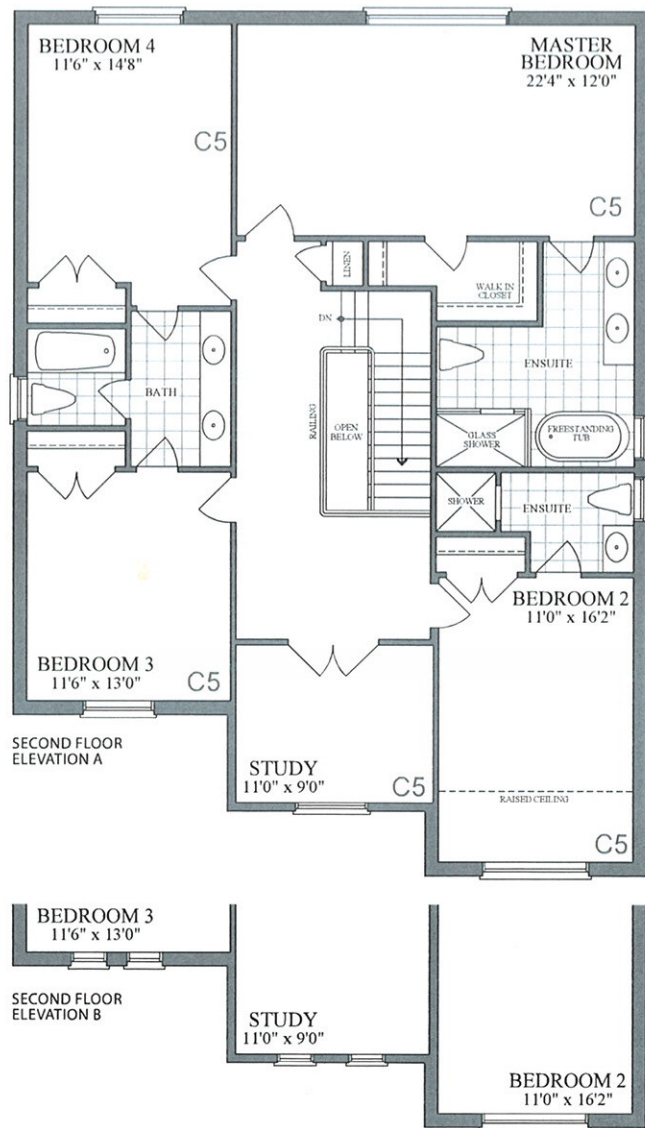 BEDROOM 4
11'6" x 14'8"
C5
MASTER
BEDROOM
22'4" x 12'0"
C5
LINEN
WALK IN
CLOSET
DN
ENSUITE
BATH
RAILING
OPEN
BELOW
GLASS
SHOWER
FREESTANDING
TUB
SHOWER
ENSUITE
BEDROOM 2
11'0" x 16'2"
BEDROOM 3
11'6" x 13'0"
C5
SECOND FLOOR
ELEVATION A
STUDY
11'0" x 9'0"
C5
RAISED CEILING
C5
BEDROOM 3
11'6" x 13'0"
SECOND FLOOR
ELEVATION B
STUDY
11'0" x 9'0"
BEDROOM 2
11'0" x 16'2"